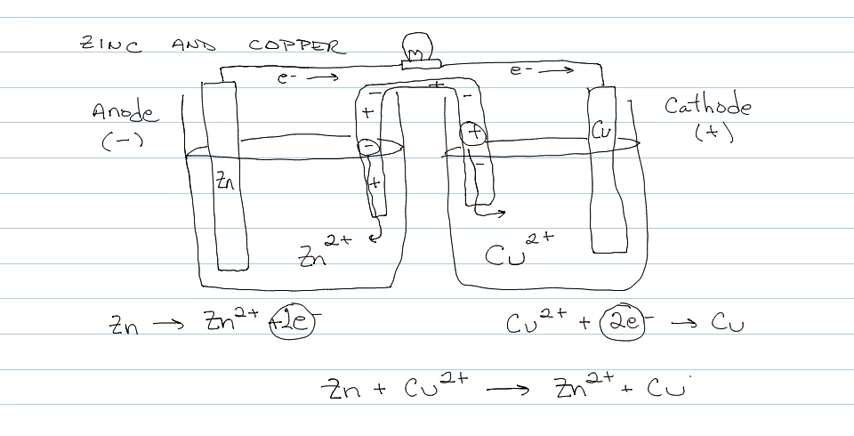 ZINC AND COPPER
e- → e- →
Anode
(-)
Cathode
(+)
Zn
Cu
- + - + + - + -
Zn²⁺
Cu²⁺
Zn → Zn²⁺ + 2e⁻
Cu²⁺ + 2e⁻ → Cu
Zn + Cu²⁺ → Zn²⁺ + Cu